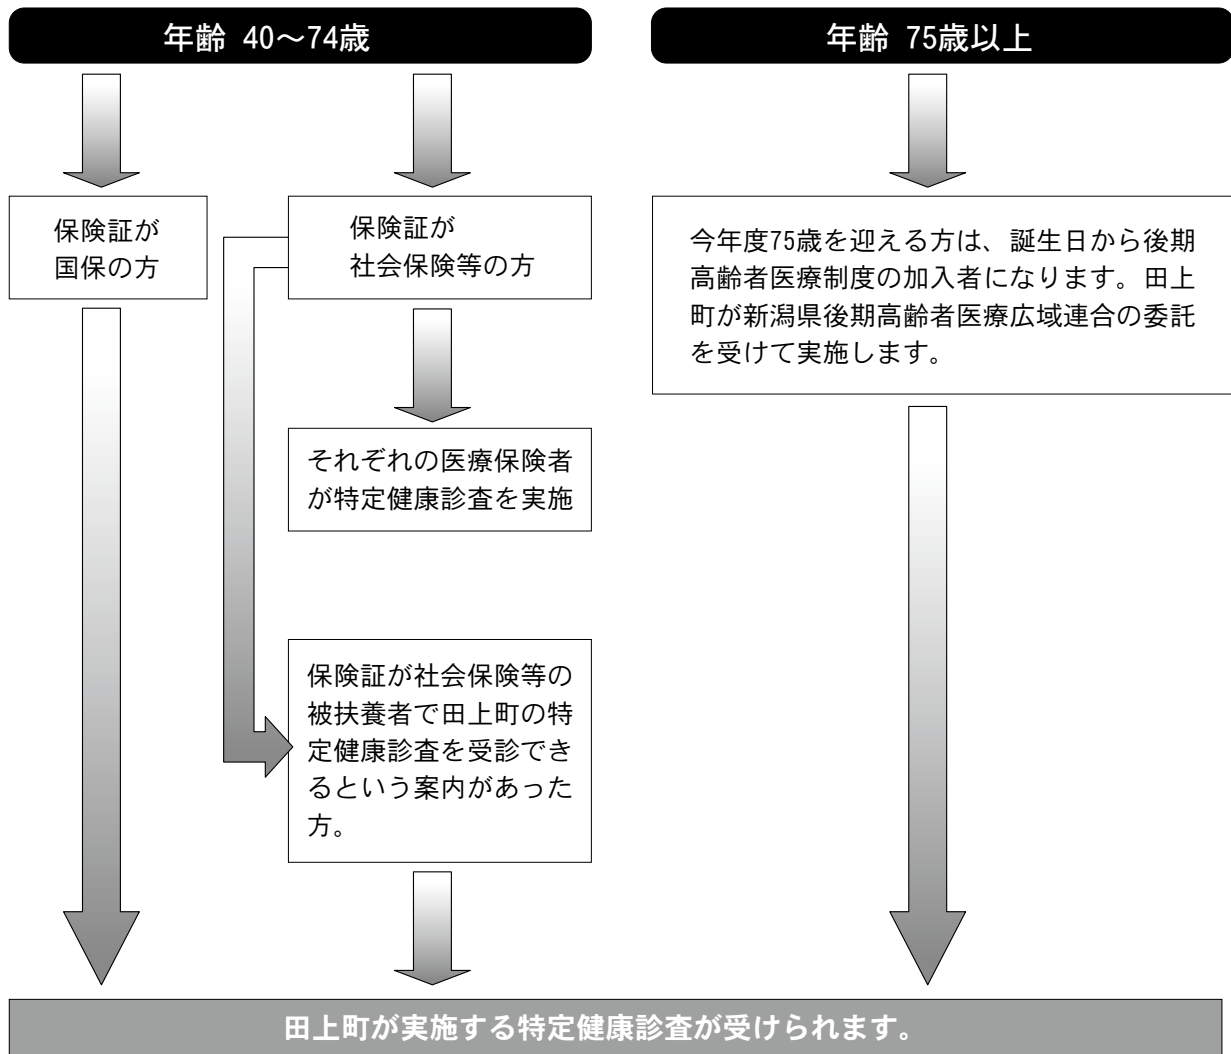 年齢 40～74歳
年齢 75歳以上
保険証が
国保の方
保険証が
社会保険等の方
今年度75歳を迎える方は、誕生日から後期
高齢者医療制度の加入者になります。田上
町が新潟県後期高齢者医療広域連合の委託
を受けて実施します。
それぞれの医療保険者
が特定健康診査を実施
保険証が社会保険等の
被扶養者で田上町の特
定健康診査を受診でき
るという案内があった
方。
田上町が実施する特定健康診査が受けられます。